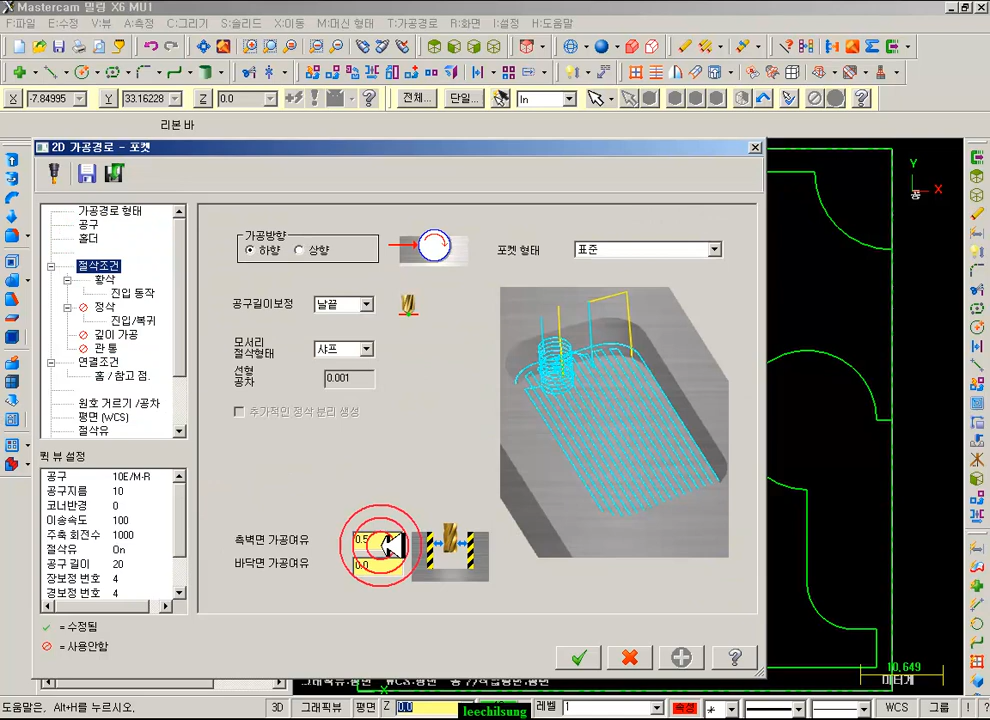 Mastercam 밀링 X6 MU1
F:파일 E:수정 V:뷰 A:측정 C:그리기 S:솔리드 X:이동 M:머신 형태 T:가공경로 R:화면 I:설정 H:도움말
X -7.84995 Y 33.16228 Z 0.0 전체... 단일... In
리본 바
2D 가공경로 - 포켓
가공경로 형태
공구
홀더
절삭조건
황삭
진입 동작
정삭
진입/복귀
깊이 가공
관 통
연결조건
홈 / 참고 점.
원호 거르기 /공차
평면 (WCS)
절삭유
가공방향
하향 상향
포켓 형태 표준
공구길이보정 날끝
모서리
절삭형태 샤프
선형
공차 0.001
추가적인 정삭 분리 생성
측벽면 가공여유 0.5
바닥면 가공여유 0.0
퀵 뷰 설정
공구 10E/M-R
공구지름 10
코너반경 0
이송속도 100
주축 회전수 1000
절삭유 On
공구 길이 20
장보정 번호 4
경보정 번호 4
= 수정됨
= 사용안함
Y
X
10,649
미터계
도움말은, Alt+H를 누르시오. 3D 그래픽뷰 평면 Z 0.0 레벨 1 속성 WCS 그룹
leechilsung